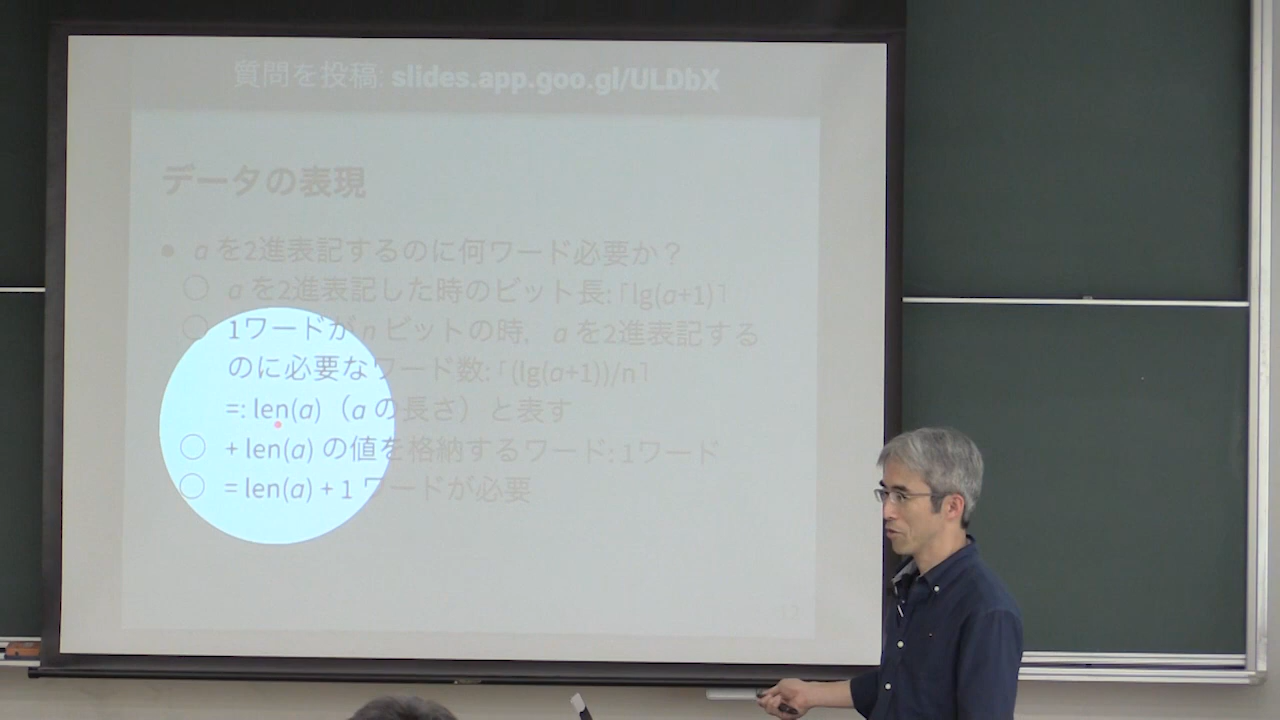 質問を投稿: slides.app.goo.gl/ULDbX
データの表現
● a を2進表記するのに何ワード必要か？
○ a を2進表記した時のビット長: ⌈lg(a+1)⌉
○ 1ワードが n ビットの時，a を2進表記する
のに必要なワード数: ⌈(lg(a+1))/n⌉
=: len(a)（a の長さ）と表す
○ + len(a) の値を格納するワード: 1ワード
○ = len(a) + 1 ワードが必要